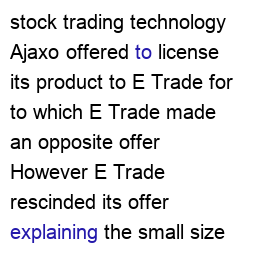 stock trading technology
Ajaxo offered to license
its product to E Trade for
to which E Trade made
an opposite offer
However E Trade
rescinded its offer
explaining the small size